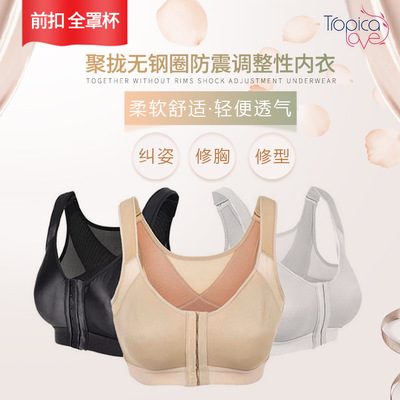 前扣 全罩杯
Tropica
love
聚拢无钢圈防震调整性内衣
TOGETHER WITHOUT RIMS SHOCK ADJUSTMENT UNDERWEAR
柔软舒适·轻便透气
纠姿 修胸 修型